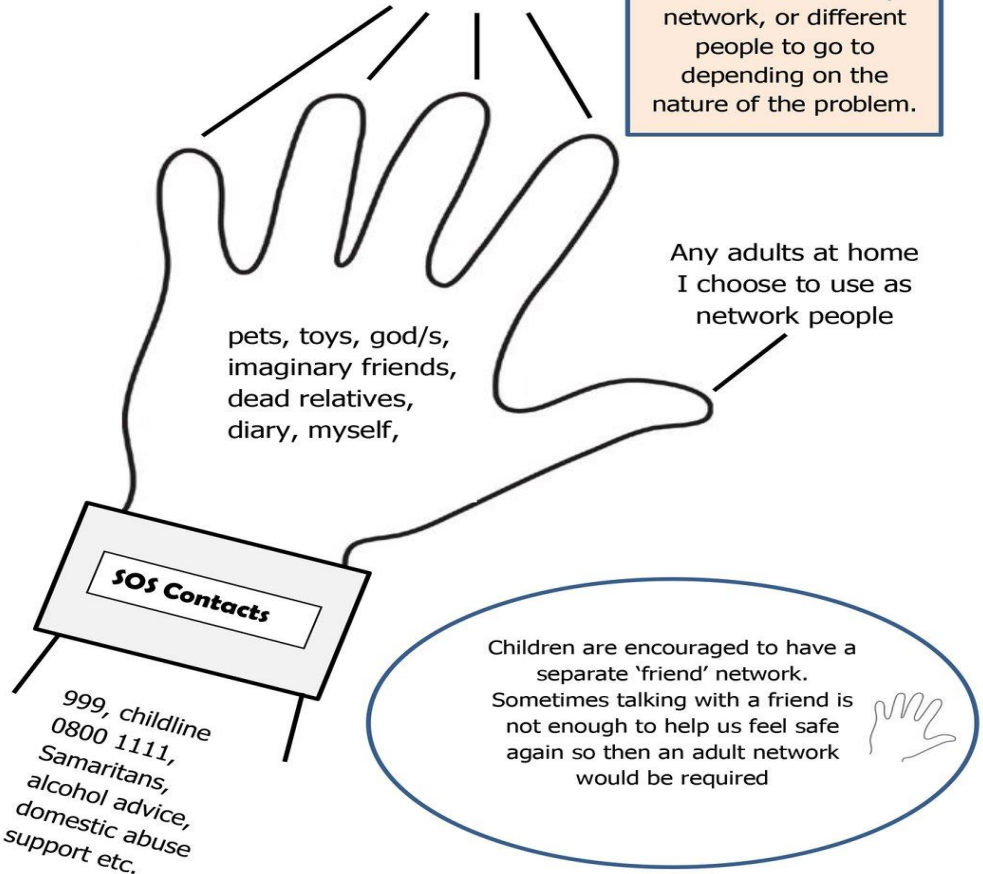 network, or different
people to go to
depending on the
nature of the problem.
Any adults at home
I choose to use as
network people
pets, toys, god/s,
imaginary friends,
dead relatives,
diary, myself,
SOS Contacts
999, childline
0800 1111,
Samaritans,
alcohol advice,
domestic abuse
support etc.
Children are encouraged to have a
separate ‘friend’ network.
Sometimes talking with a friend is
not enough to help us feel safe
again so then an adult network
would be required